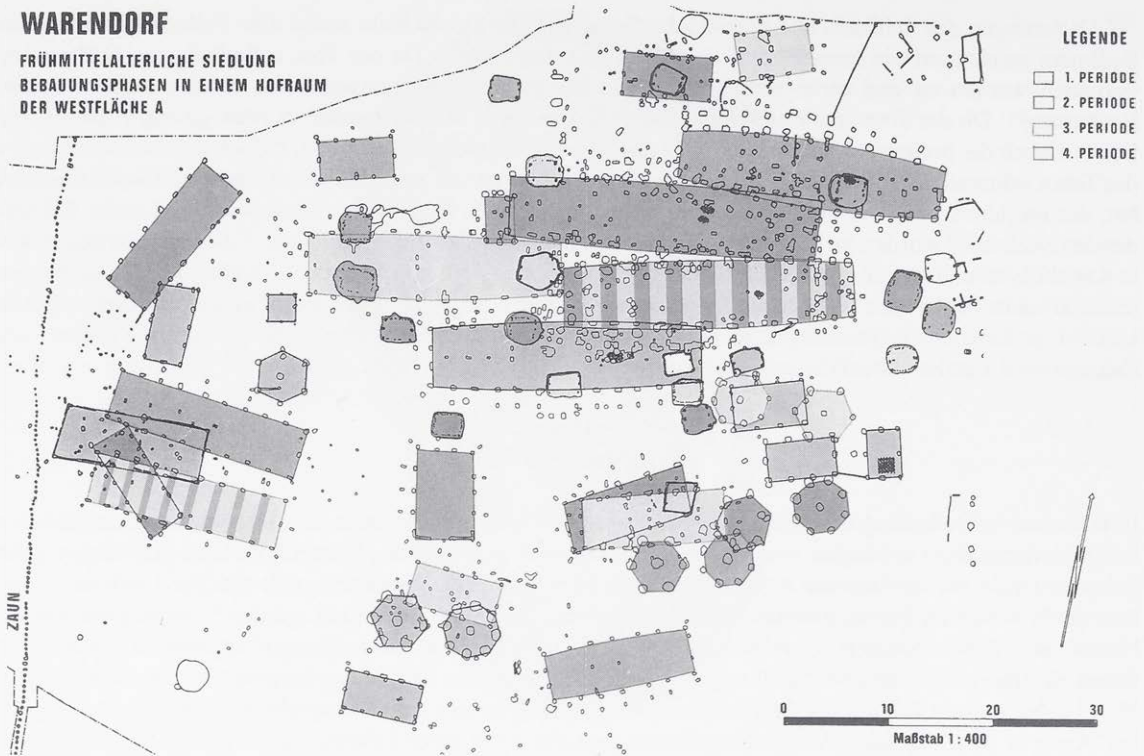 WARENDORF
FRÜHMITTELALTERLICHE SIEDLUNG
BEBAUUNGSPHASEN IN EINEM HOFRAUM
DER WESTFLÄCHE A
LEGENDE
1. PERIODE
2. PERIODE
3. PERIODE
4. PERIODE
ZAUN
0 10 20 30
Maßstab 1 : 400